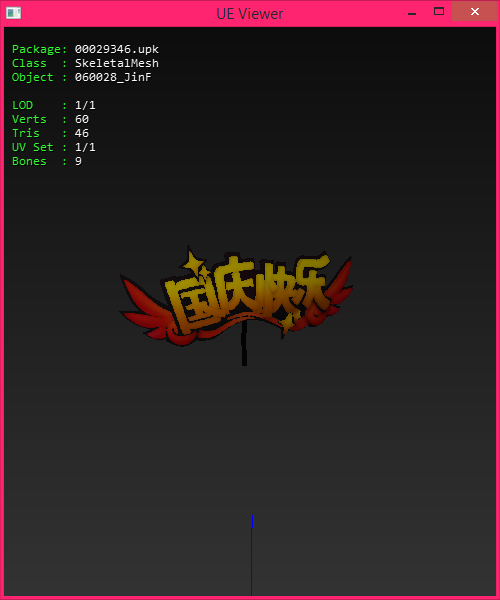 UE Viewer
Package: 00029346.upk
Class : SkeletalMesh
Object : 060028_JinF
LOD : 1/1
Verts : 60
Tris : 46
UV Set : 1/1
Bones : 9
国庆快乐